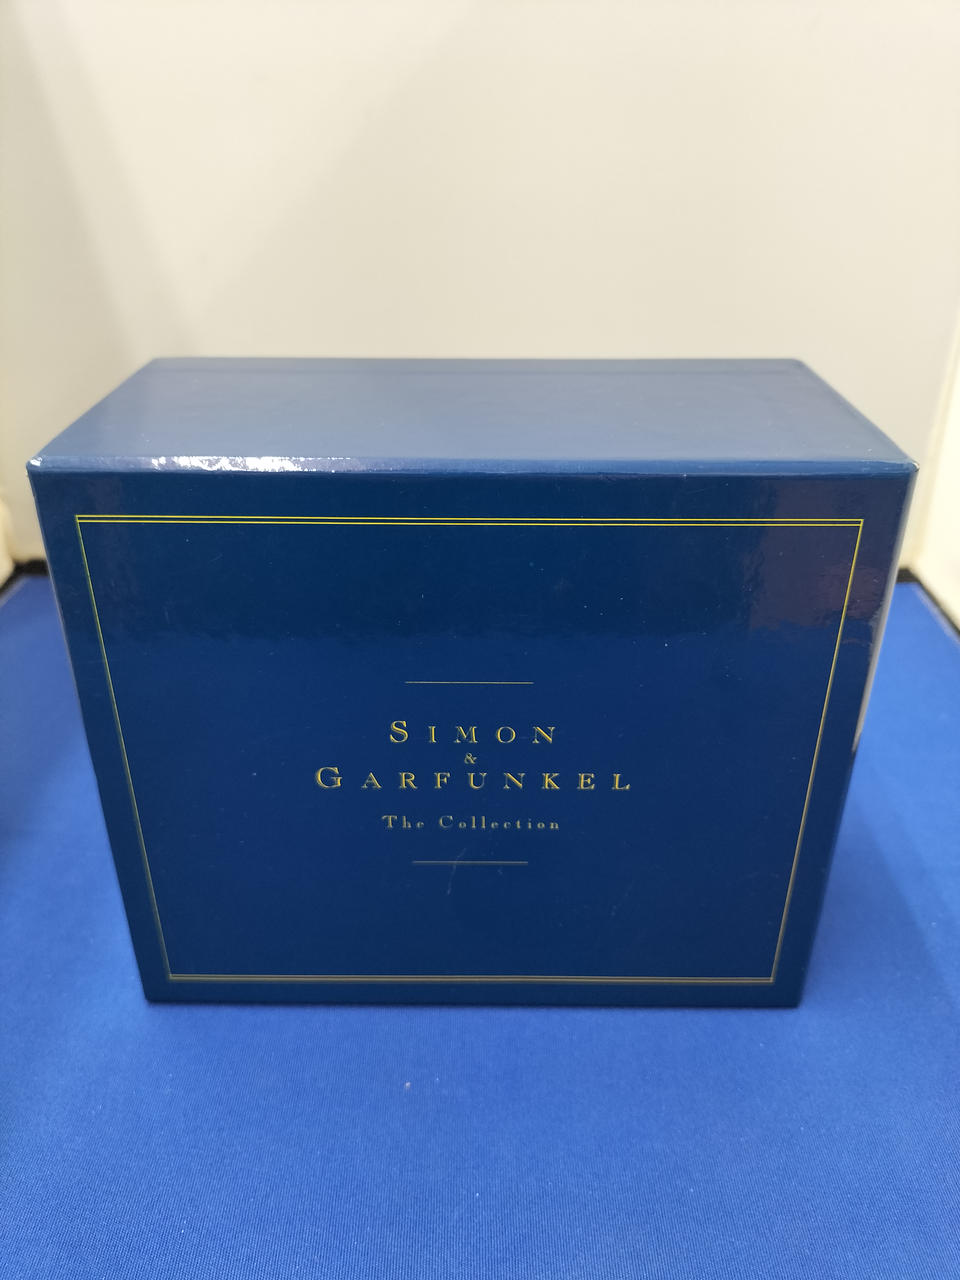 SIMON
&
GARFUNKEL
The Collection